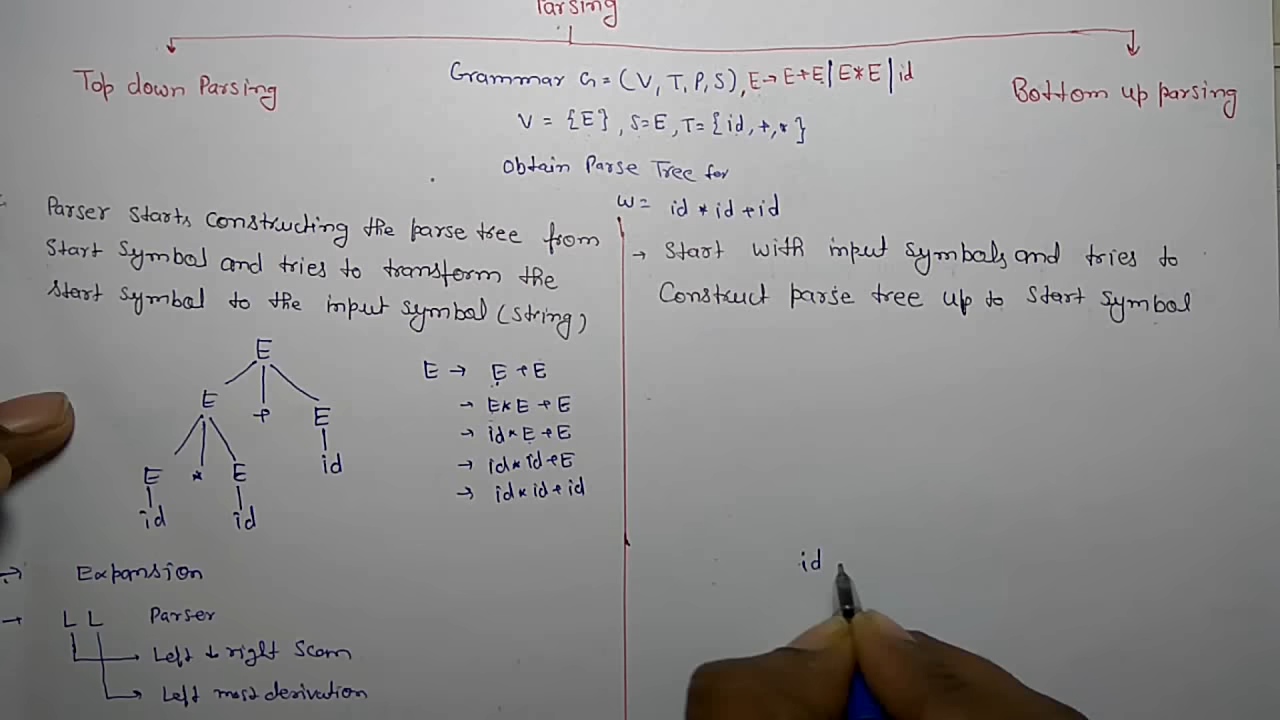 Parsing
Top down Parsing
Grammar G = (V, T, P, S), E → E+E | E*E | id
Bottom up parsing
V = {E}, S=E, T={id, +, *}
Obtain Parse Tree for
W= id * id + id
Parser starts constructing the parse tree from
start symbol and tries to transform the
start symbol to the input symbol (string)
→ Start with input symbols and tries to
construct parse tree up to start symbol
E
E + E
E * E id
id id
E → E + E
→ E*E + E
→ id*E+E
→ id*id+E
→ id*id+id
id
→ Expansion
→ LL Parser
→ Left to right scan
→ Left most derivation